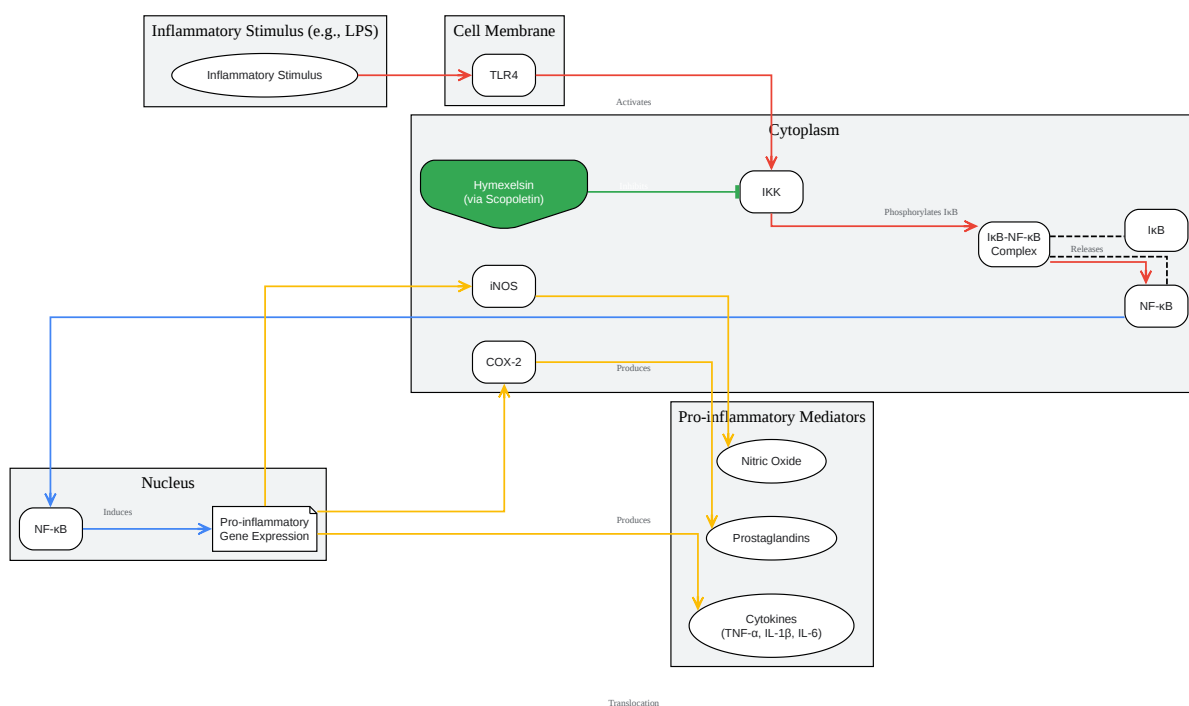 Inflammatory Stimulus (e.g., LPS)
Inflammatory Stimulus
Cell Membrane
TLR4
Activates
Cytoplasm
Hymexelsin
(via Scopoletin)
IKK
Phosphorylates IκB
IκB-NF-κB
Complex
IκB
Releases
NF-κB
iNOS
COX-2
Produces
Pro-inflammatory Mediators
Nitric Oxide
Prostaglandins
Cytokines
(TNF-α, IL-1β, IL-6)
Nucleus
NF-κB
Induces
Pro-inflammatory
Gene Expression
Produces
Translocation